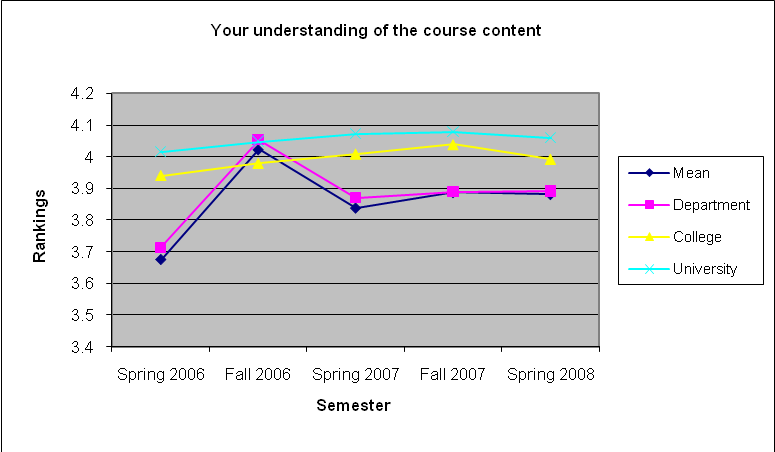 Your understanding of the course content
4.2
4.1
4
3.9
3.8
3.7
3.6
3.5
3.4
Rankings
Spring 2006 Fall 2006 Spring 2007 Fall 2007 Spring 2008
Semester
Mean
Department
College
University